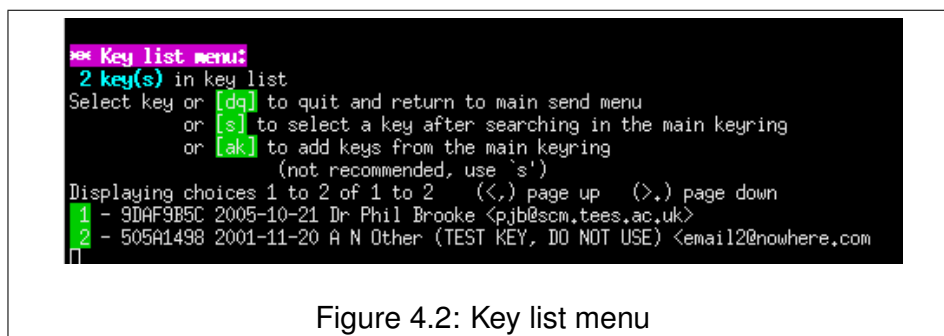 *** Key list menu:
2 key(s) in key list
Select key or [dq] to quit and return to main send menu
or [s] to select a key after searching in the main keyring
or [ak] to add keys from the main keyring
(not recommended, use `s')
Displaying choices 1 to 2 of 1 to 2 (<,) page up (>.) page down
1 - 9DAF9B5C 2005-10-21 Dr Phil Brooke <pjb@scm.tees.ac.uk>
2 - 505A1498 2001-11-20 A N Other (TEST KEY, DO NOT USE) <email2@nowhere.com
Figure 4.2: Key list menu